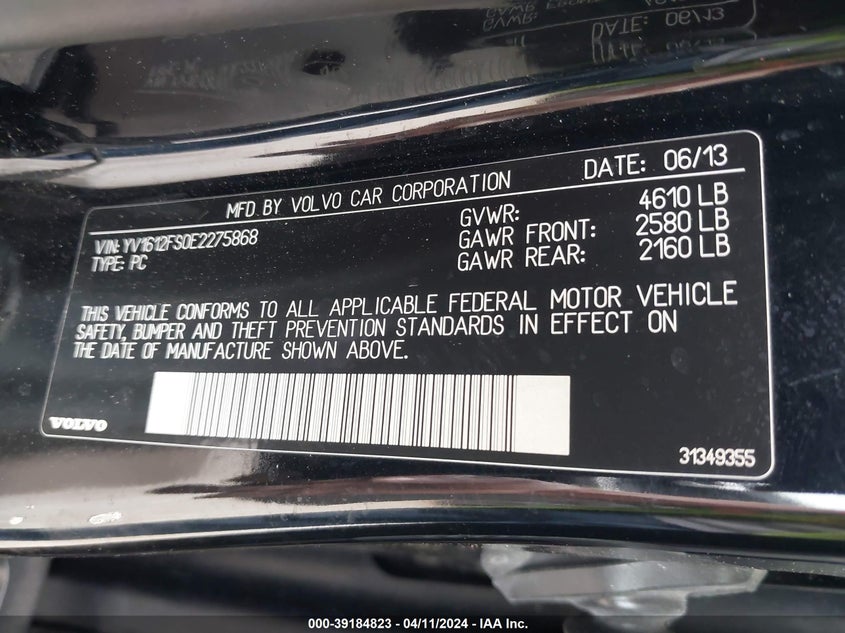 DATE: 06/13
MFD. BY VOLVO CAR CORPORATION
VIN: YV1612FS0E2275868
TYPE: PC
GVWR: 4610 LB
GAWR FRONT: 2580 LB
GAWR REAR: 2160 LB
THIS VEHICLE CONFORMS TO ALL APPLICABLE FEDERAL MOTOR VEHICLE
SAFETY, BUMPER AND THEFT PREVENTION STANDARDS IN EFFECT ON
THE DATE OF MANUFACTURE SHOWN ABOVE.
VOLVO
31349355
000-39184823 - 04/11/2024 - IAA Inc.